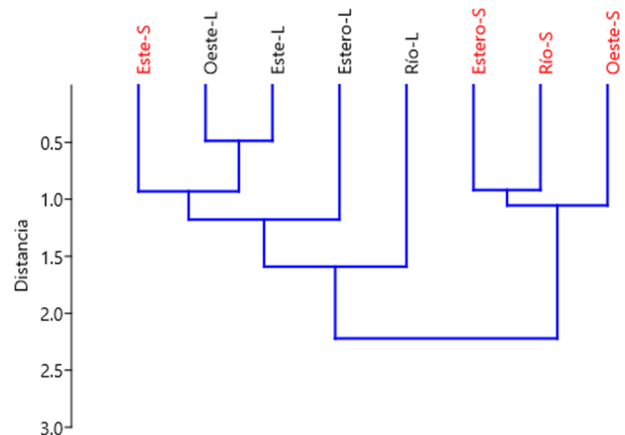 Este-S
Oeste-L
Este-L
Estero-L
Río-L
Estero-S
Río-S
Oeste-S
0.5
1.0
1.5
2.0
2.5
3.0
Distancia